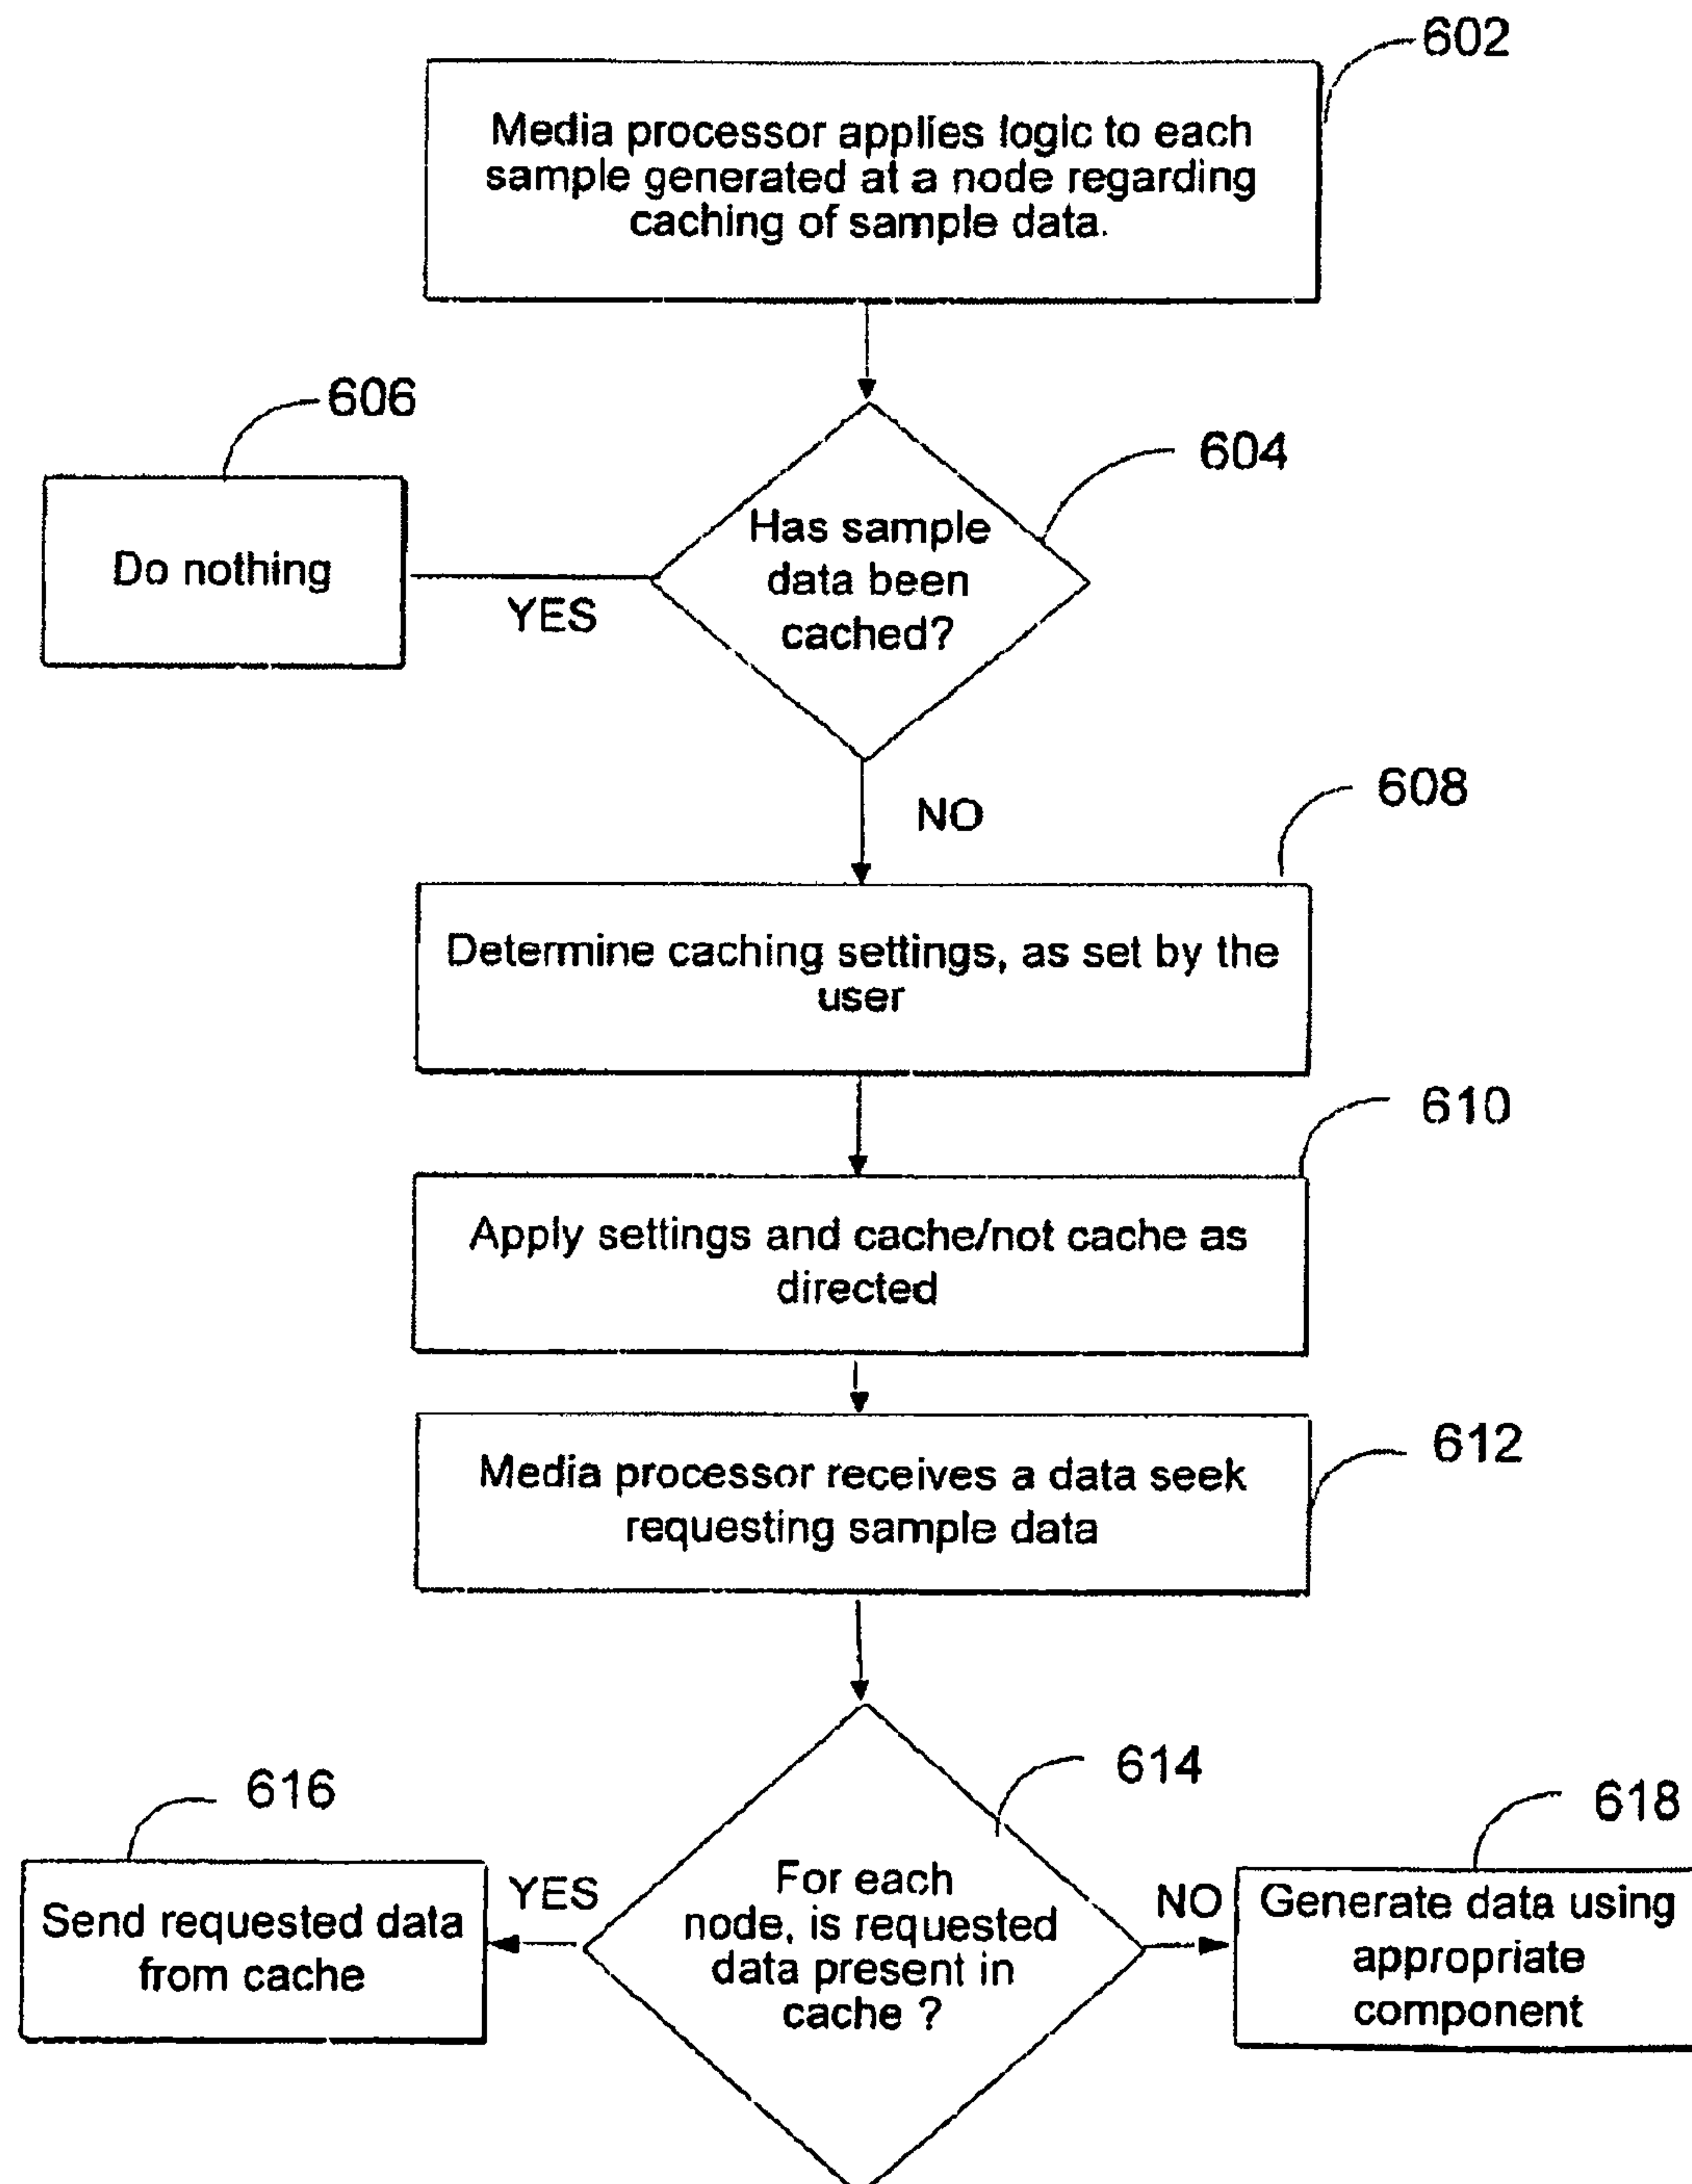 602
Media processor applies logic to each
sample generated at a node regarding
caching of sample data.
606
604
Has sample
data been
cached?
Do nothing
YES
NO
608
Determine caching settings, as set by the
user
610
Apply settings and cache/not cache as
directed
612
Media processor receives a data seek
requesting sample data
614
616
618
For each
node, is requested
data present in
cache ?
YES
Send requested data
from cache
NO
Generate data using
appropriate
component